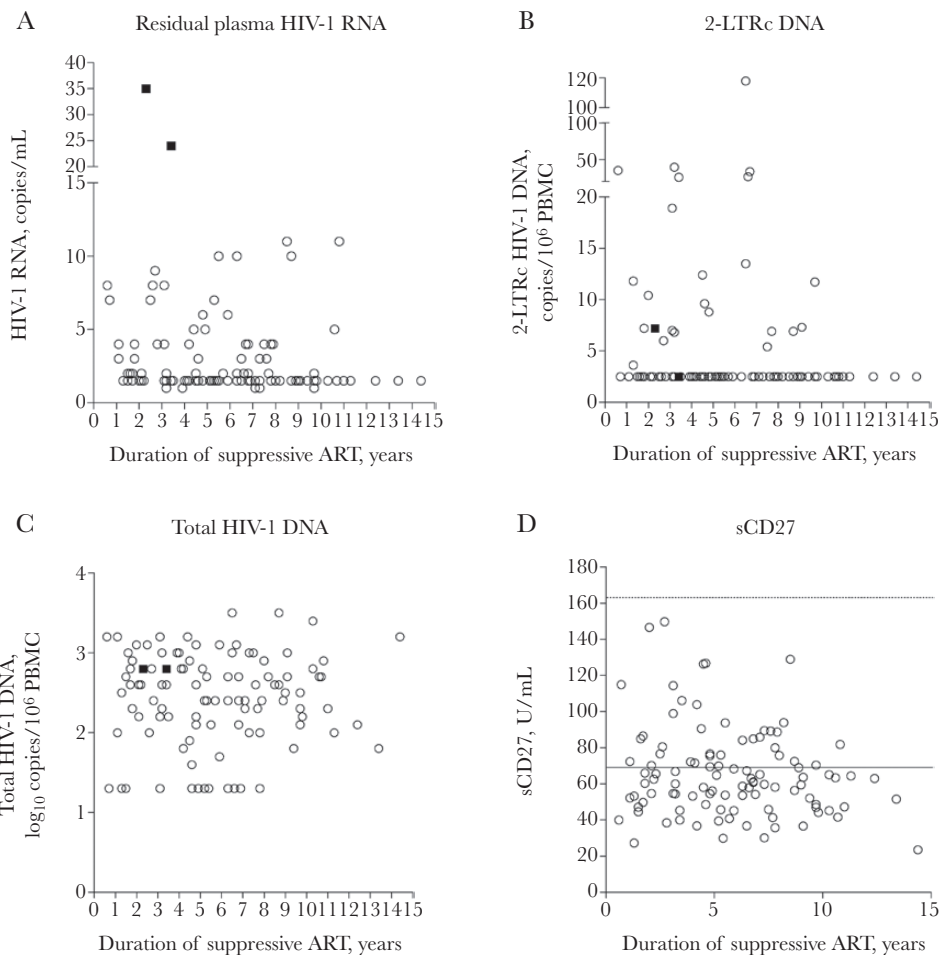 A
Residual plasma HIV-1 RNA
HIV-1 RNA, copies/mL
40
35
30
25
20
15
10
5
0
0 1 2 3 4 5 6 7 8 9 10 11 12 13 14 15
Duration of suppressive ART, years
B
2-LTRc DNA
2-LTRc HIV-1 DNA,
copies/10⁶ PBMC
120
100
100
50
20
15
10
5
0
0 1 2 3 4 5 6 7 8 9 10 11 12 13 14 15
Duration of suppressive ART, years
C
Total HIV-1 DNA
Total HIV-1 DNA,
log₁₀ copies/10⁶ PBMC
4
3
2
1
0
0 1 2 3 4 5 6 7 8 9 10 11 12 13 14 15
Duration of suppressive ART, years
D
sCD27
sCD27, U/mL
180
160
140
120
100
80
60
40
20
0
0 5 10 15
Duration of suppressive ART, years